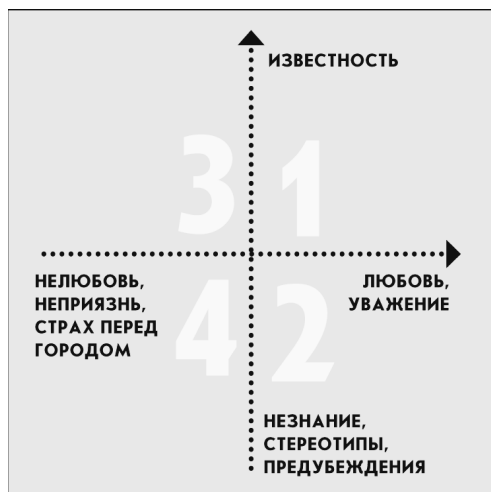 ИЗВЕСТНОСТЬ
3 1
НЕЛЮБОВЬ,
НЕПРИЯЗНЬ,
СТРАХ ПЕРЕД
ГОРОДОМ
ЛЮБОВЬ,
УВАЖЕНИЕ
4 2
НЕЗНАНИЕ,
СТЕРЕОТИПЫ,
ПРЕДУБЕЖДЕНИЯ